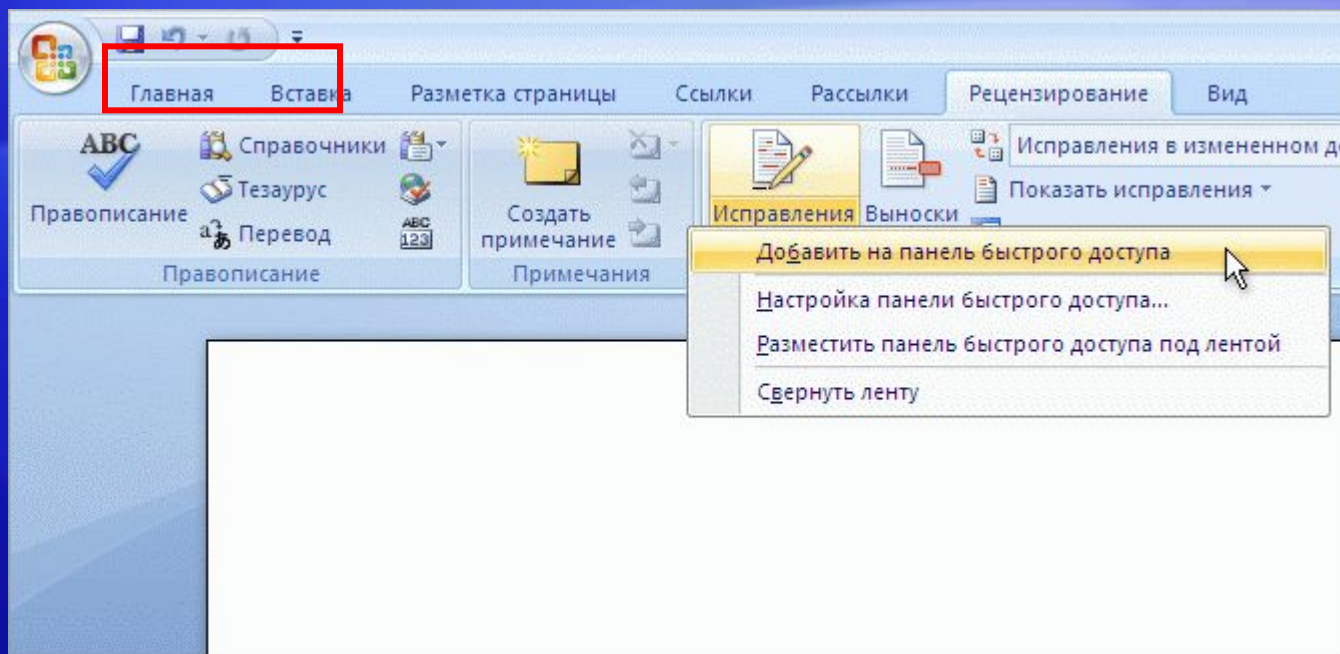 Главная Вставка Разметка страницы Ссылки Рассылки Рецензирование Вид
ABC Справочники Исправления в измененном
Тезаурус Показать исправления
Правописание Создать примечание Исправления Выноски
Перевод ABC 123
Правописание Примечания
Добавить на панель быстрого доступа
Настройка панели быстрого доступа...
Разместить панель быстрого доступа под лентой
Свернуть ленту